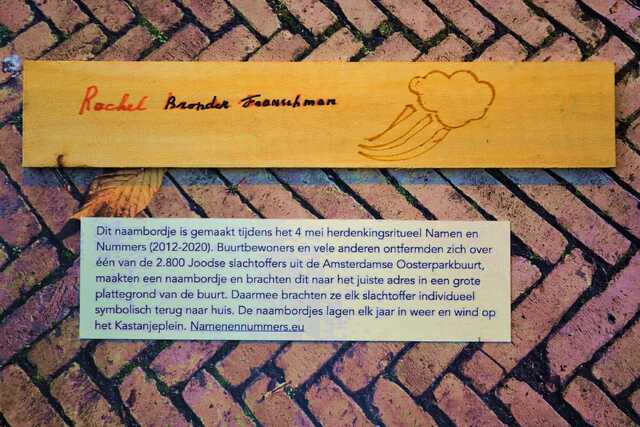 Rachel Bronder Franschman
Dit naambordje is gemaakt tijdens het 4 mei herdenkingsritueel Namen en
Nummers (2012-2020). Buurtbewoners en vele anderen ontfermden zich over
één van de 2.800 Joodse slachtoffers uit de Amsterdamse Oosterparkbuurt,
maakten een naambordje en brachten dit naar het juiste adres in een grote
plattegrond van de buurt. Daarmee brachten ze elk slachtoffer individueel
symbolisch terug naar huis. De naambordjes lagen elk jaar in weer en wind op
het Kastanjeplein. Namenennummers.eu